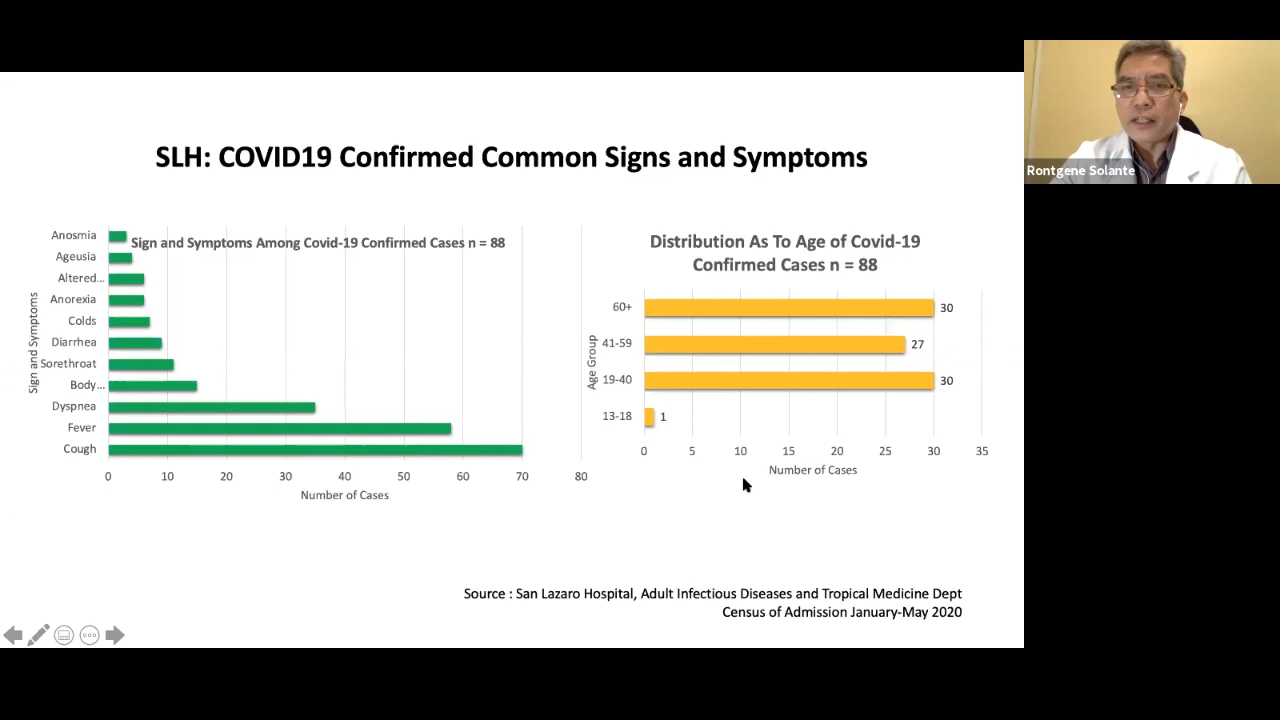 SLH: COVID19 Confirmed Common Signs and Symptoms
Sign and Symptoms Among Covid-19 Confirmed Cases n = 88
Sign and Symptoms
Anosmia
Ageusia
Altered...
Anorexia
Colds
Diarrhea
Sorethroat
Body...
Dyspnea
Fever
Cough
0 10 20 30 40 50 60 70 80
Number of Cases
Distribution As To Age of Covid-19
Confirmed Cases n = 88
Age Group
60+ 30
41-59 27
19-40 30
13-18 1
0 5 10 15 20 25 30 35
Number of Cases
Source : San Lazaro Hospital, Adult Infectious Diseases and Tropical Medicine Dept
Census of Admission January-May 2020
Rontgene Solante